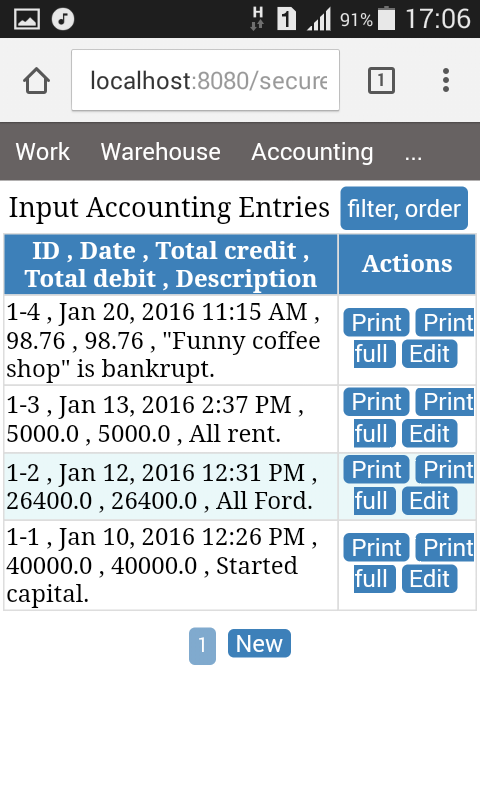 H 1 91% 17:06
localhost:8080/secure 1
Work Warehouse Accounting ...
Input Accounting Entries filter, order
ID , Date , Total credit ,
Total debit , Description
Actions
1-4 , Jan 20, 2016 11:15 AM ,
98.76 , 98.76 , "Funny coffee
shop" is bankrupt.
Print Print
full Edit
1-3 , Jan 13, 2016 2:37 PM ,
5000.0 , 5000.0 , All rent.
Print Print
full Edit
1-2 , Jan 12, 2016 12:31 PM ,
26400.0 , 26400.0 , All Ford.
Print Print
full Edit
1-1 , Jan 10, 2016 12:26 PM ,
40000.0 , 40000.0 , Started
capital.
Print Print
full Edit
1 New